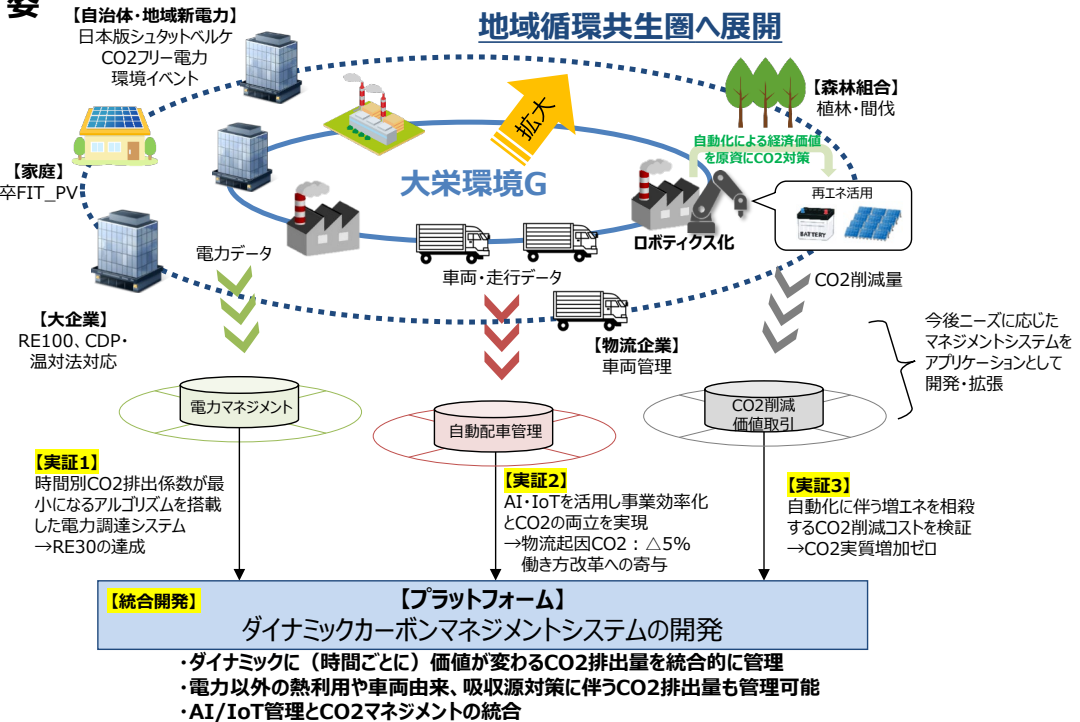 姿
【自治体・地域新電力】
日本版シュタットベルケ
CO2フリー電力
環境イベント
地域循環共生圏へ展開
拡大
【森林組合】
植林・間伐
自動化による経済価値
を原資にCO2対策
【家庭】
卒FIT_PV
大栄環境G
再エネ活用
BATTERY
ロボティクス化
電力データ
車両・走行データ
CO2削減量
【大企業】
RE100、CDP・
温対法対応
【物流企業】
車両管理
今後ニーズに応じた
マネジメントシステムを
アプリケーションとして
開発・拡張
電力マネジメント
自動配車管理
CO2削減
価値取引
【実証1】
時間別CO2排出係数が最
小になるアルゴリズムを搭載
した電力調達システム
→RE30の達成
【実証2】
AI・IoTを活用し事業効率化
とCO2の両立を実現
→物流起因CO2：△5%
働き方改革への寄与
【実証3】
自動化に伴う増エネを相殺
するCO2削減コストを検証
→CO2実質増加ゼロ
【統合開発】
【プラットフォーム】
ダイナミックカーボンマネジメントシステムの開発
・ダイナミックに（時間ごとに）価値が変わるCO2排出量を統合的に管理
・電力以外の熱利用や車両由来、吸収源対策に伴うCO2排出量も管理可能
・AI/IoT管理とCO2マネジメントの統合